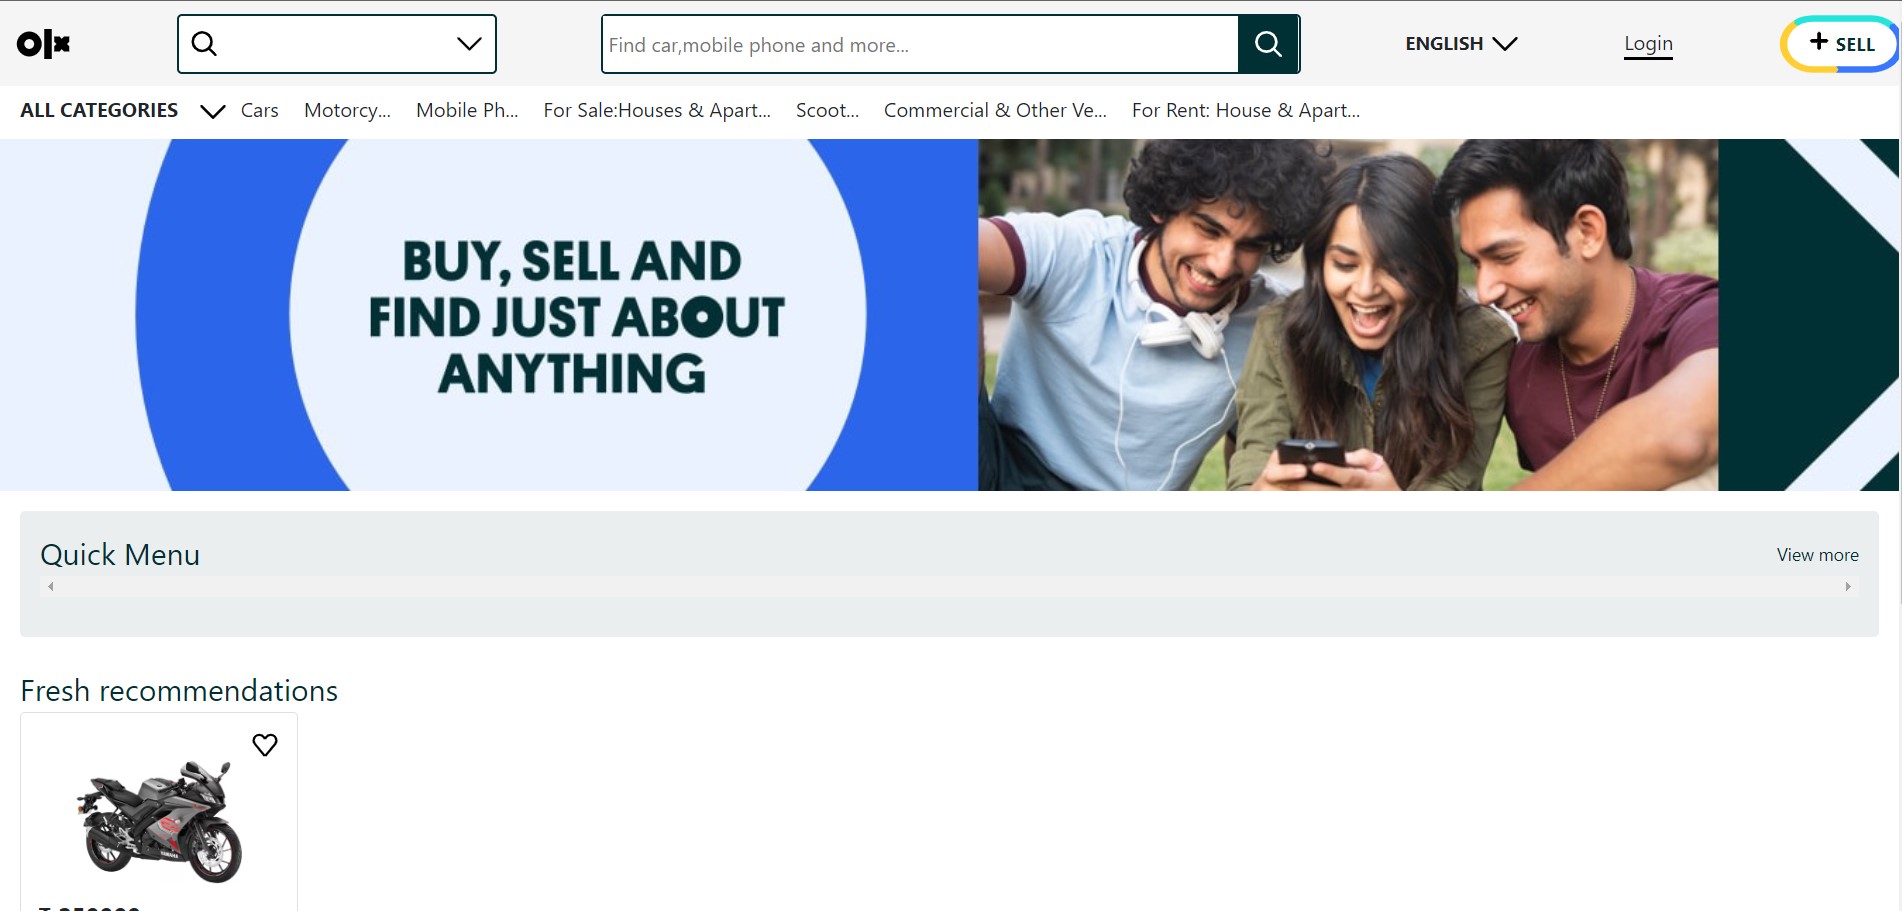 olx
Find car,mobile phone and more...
ENGLISH
Login
+ SELL
ALL CATEGORIES
Cars
Motorcy...
Mobile Ph...
For Sale:Houses & Apart...
Scoot...
Commercial & Other Ve...
For Rent: House & Apart...
BUY, SELL AND
FIND JUST ABOUT
ANYTHING
Quick Menu
View more
Fresh recommendations
YAMAHA